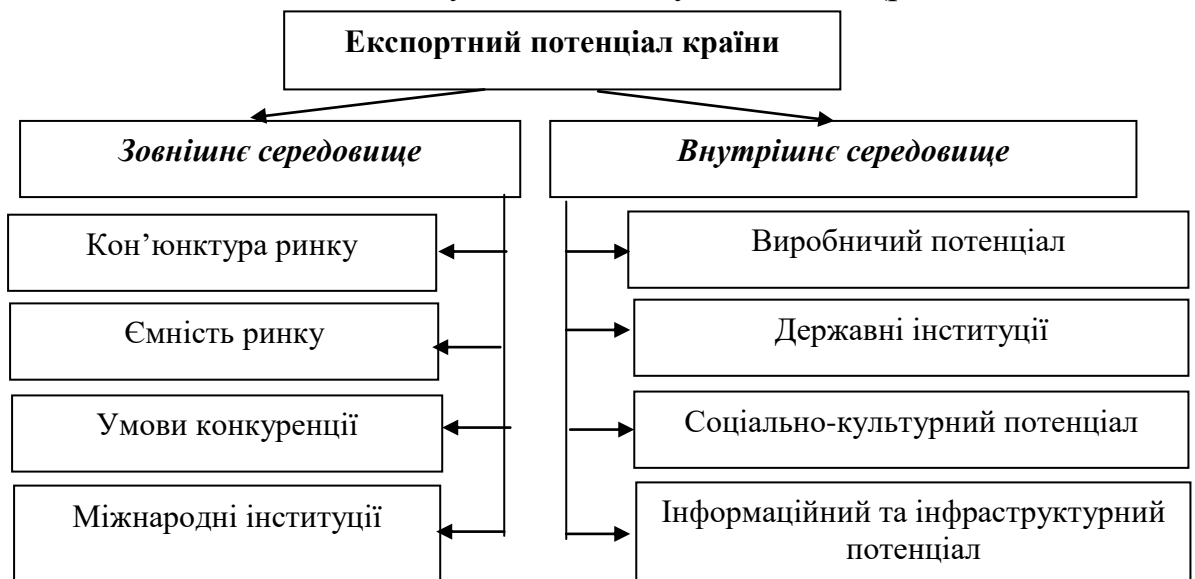 Експортний потенціал країни
Зовнішнє середовище
Внутрішнє середовище
Кон’юнктура ринку
Виробничий потенціал
Ємність ринку
Державні інституції
Умови конкуренції
Соціально-культурний потенціал
Міжнародні інституції
Інформаційний та інфраструктурний
потенціал